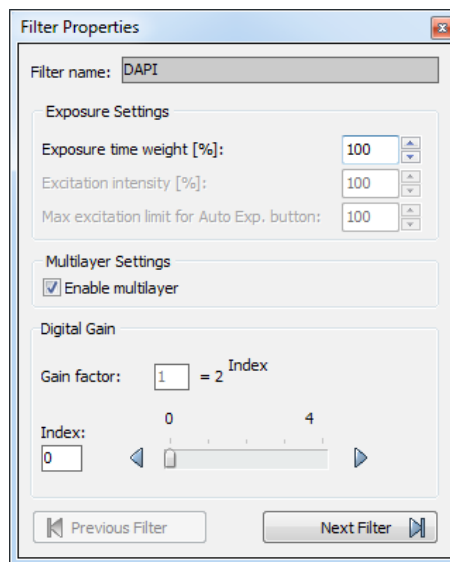 Filter Properties
Filter name: DAPI
Exposure Settings
Exposure time weight [%]: 100
Excitation intensity [%]: 100
Max excitation limit for Auto Exp. button: 100
Multilayer Settings
Enable multilayer
Digital Gain
Gain factor: 1 = 2 Index
0 4
Index:
0
Previous Filter Next Filter